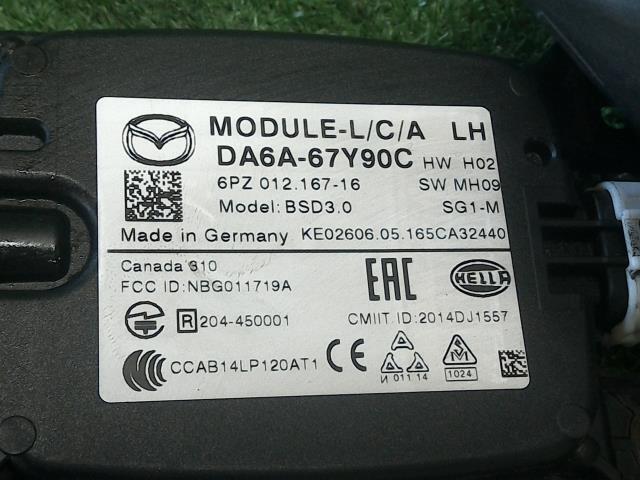 MODULE-L/C/A LH
DA6A-67Y90C HW H02
6PZ 012.167-16 SW MH09
Model: BSD3.0 SG1-M
Made in Germany KE02606.05.165CA32440
Canada 310
FCC ID:NBG011719A
EAC
HELLA
R 204-450001
CMIIT ID:2014DJ1557
CCAB14LP120AT1
CE
И 011 14
1024